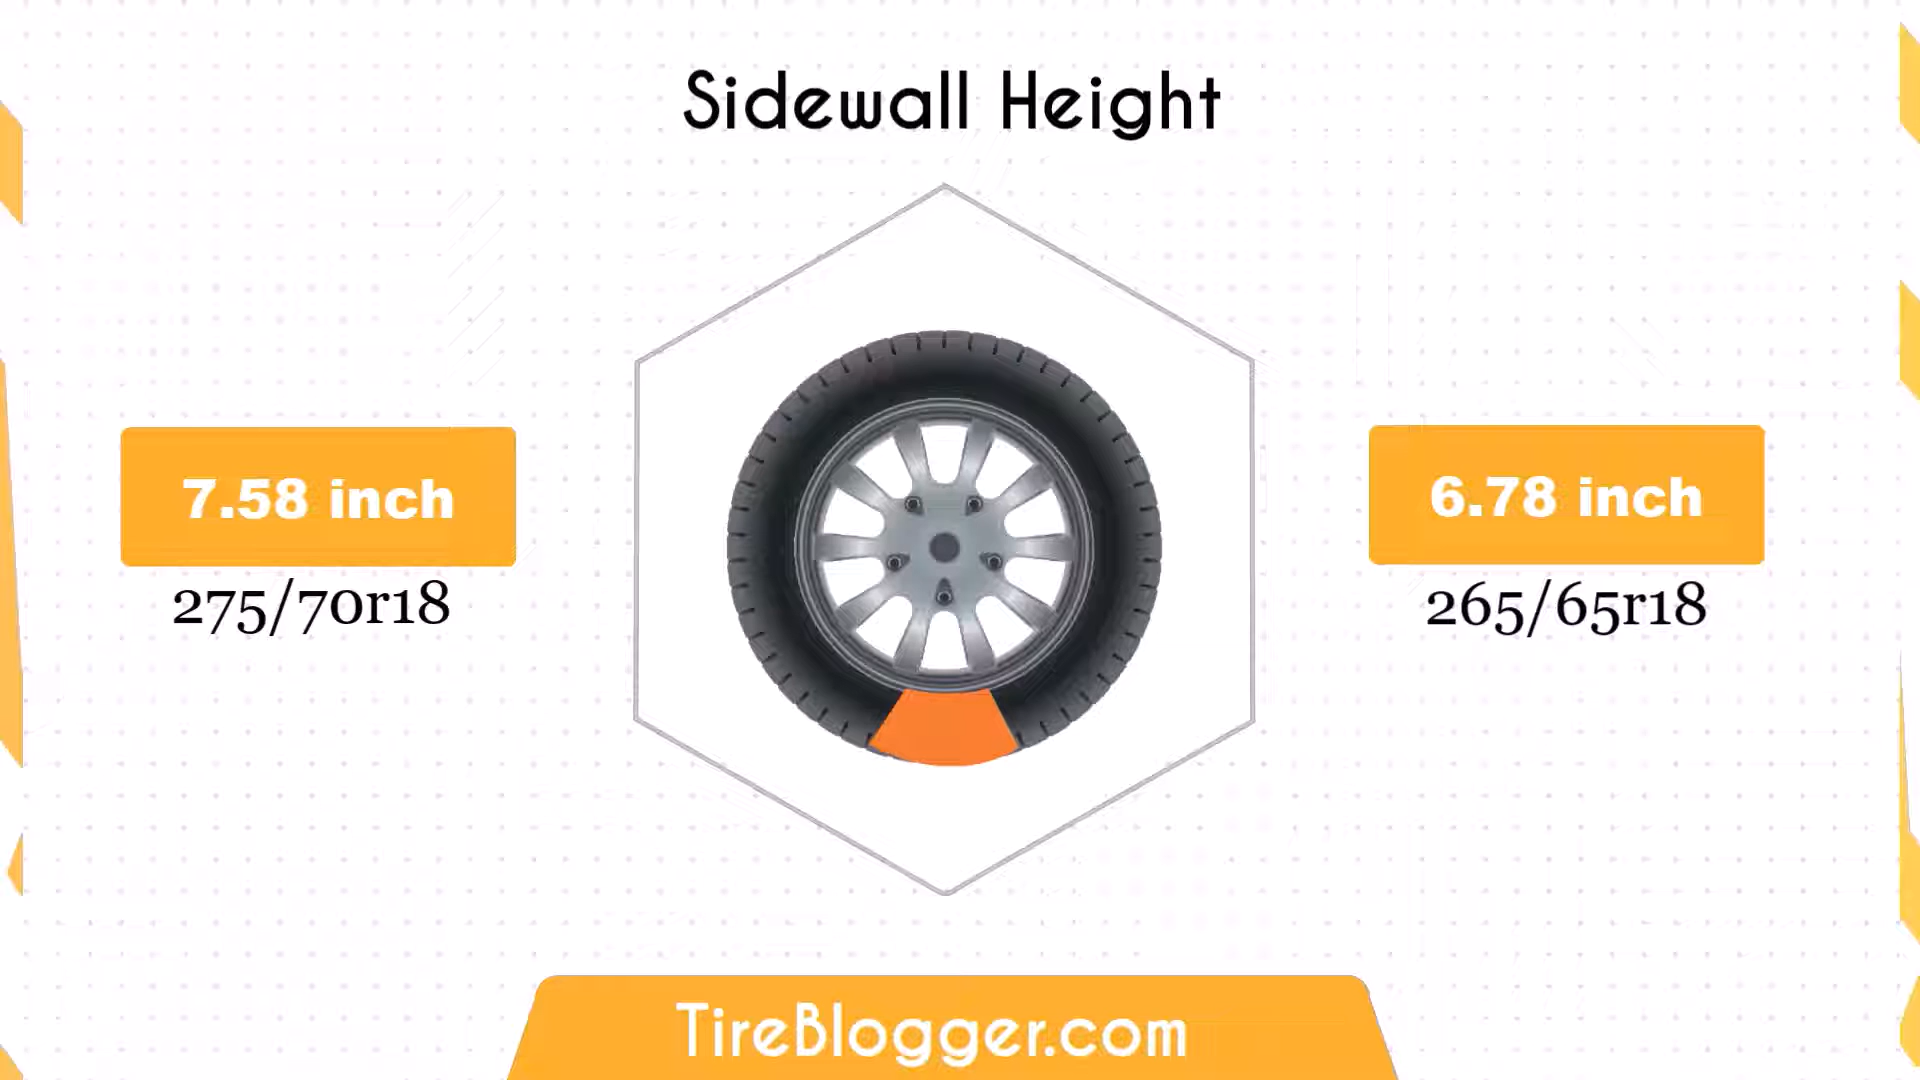 Sidewall Height
7.58 inch
275/70r18
6.78 inch
265/65r18
TireBlogger.com